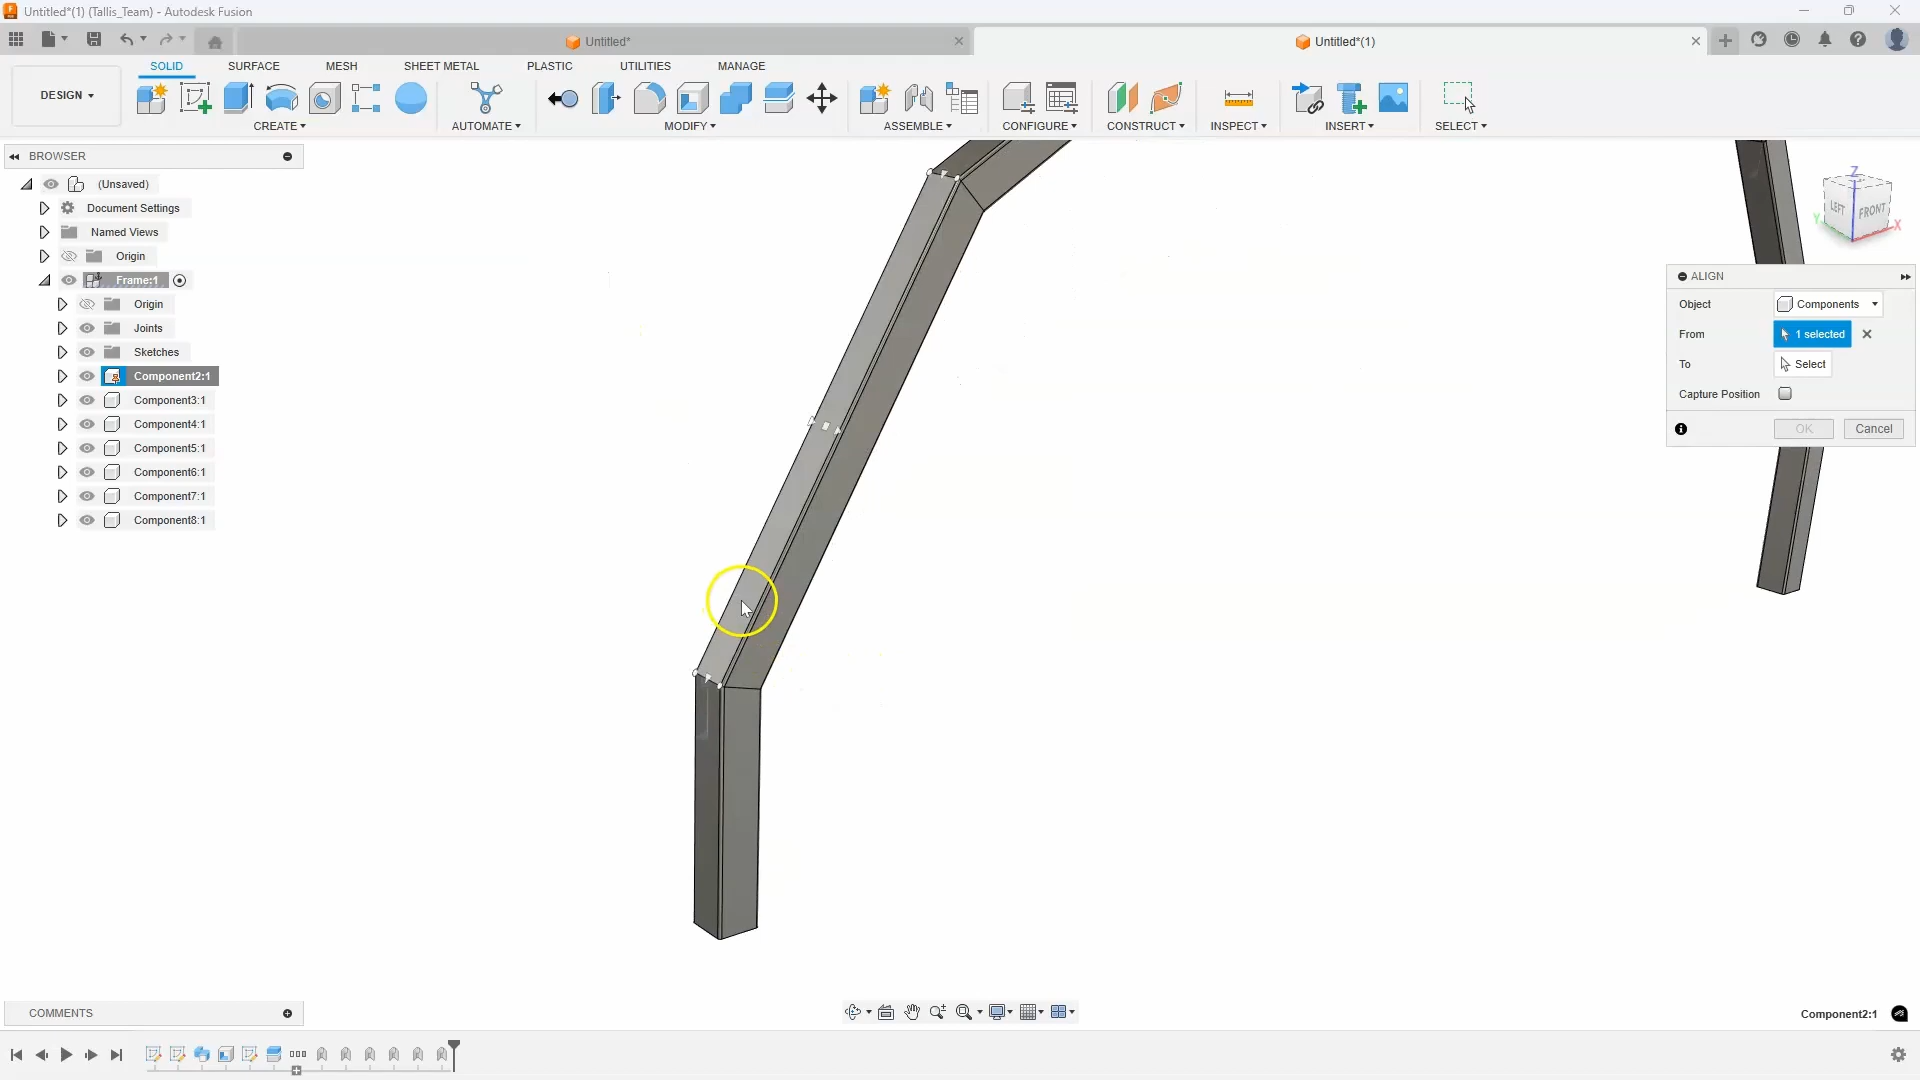 Untitled*(1) (Tallis_Team) - Autodesk Fusion
Untitled*
Untitled*(1)
SOLID
SURFACE
MESH
SHEET METAL
PLASTIC
UTILITIES
MANAGE
DESIGN
CREATE
AUTOMATE
MODIFY
ASSEMBLE
CONFIGURE
CONSTRUCT
INSPECT
INSERT
SELECT
BROWSER
(Unsaved)
Document Settings
Named Views
Origin
Frame:1
Origin
Joints
Sketches
Component2:1
Component3:1
Component4:1
Component5:1
Component6:1
Component7:1
Component8:1
Z
LEFT
FRONT
Y
X
ALIGN
Object
Components
From
1 selected
To
Select
Capture Position
OK
Cancel
COMMENTS
Component2:1